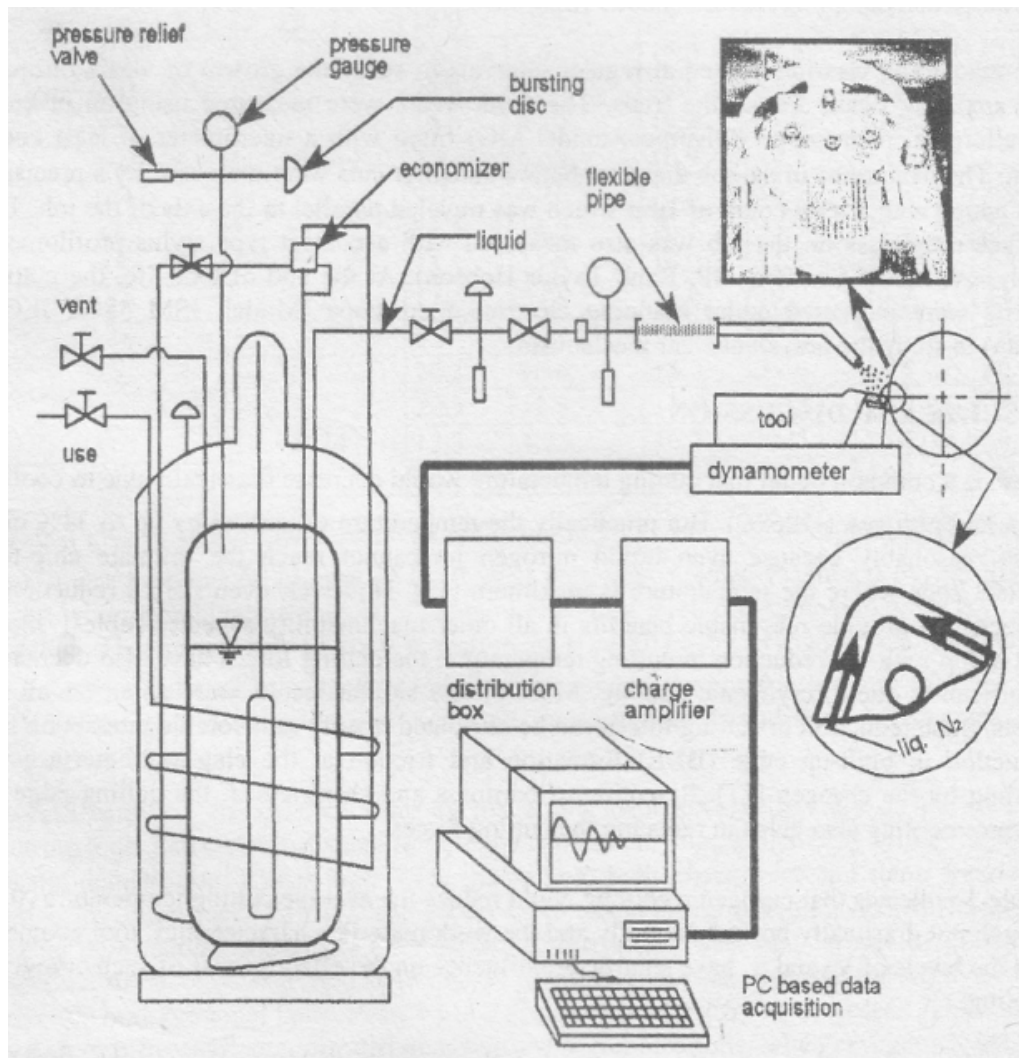 pressure relief
valve
pressure
gauge
bursting
disc
economizer
flexible
pipe
liquid
vent
use
tool
dynamometer
distribution
box
charge
amplifier
liq. N₂
PC based data
acquisition